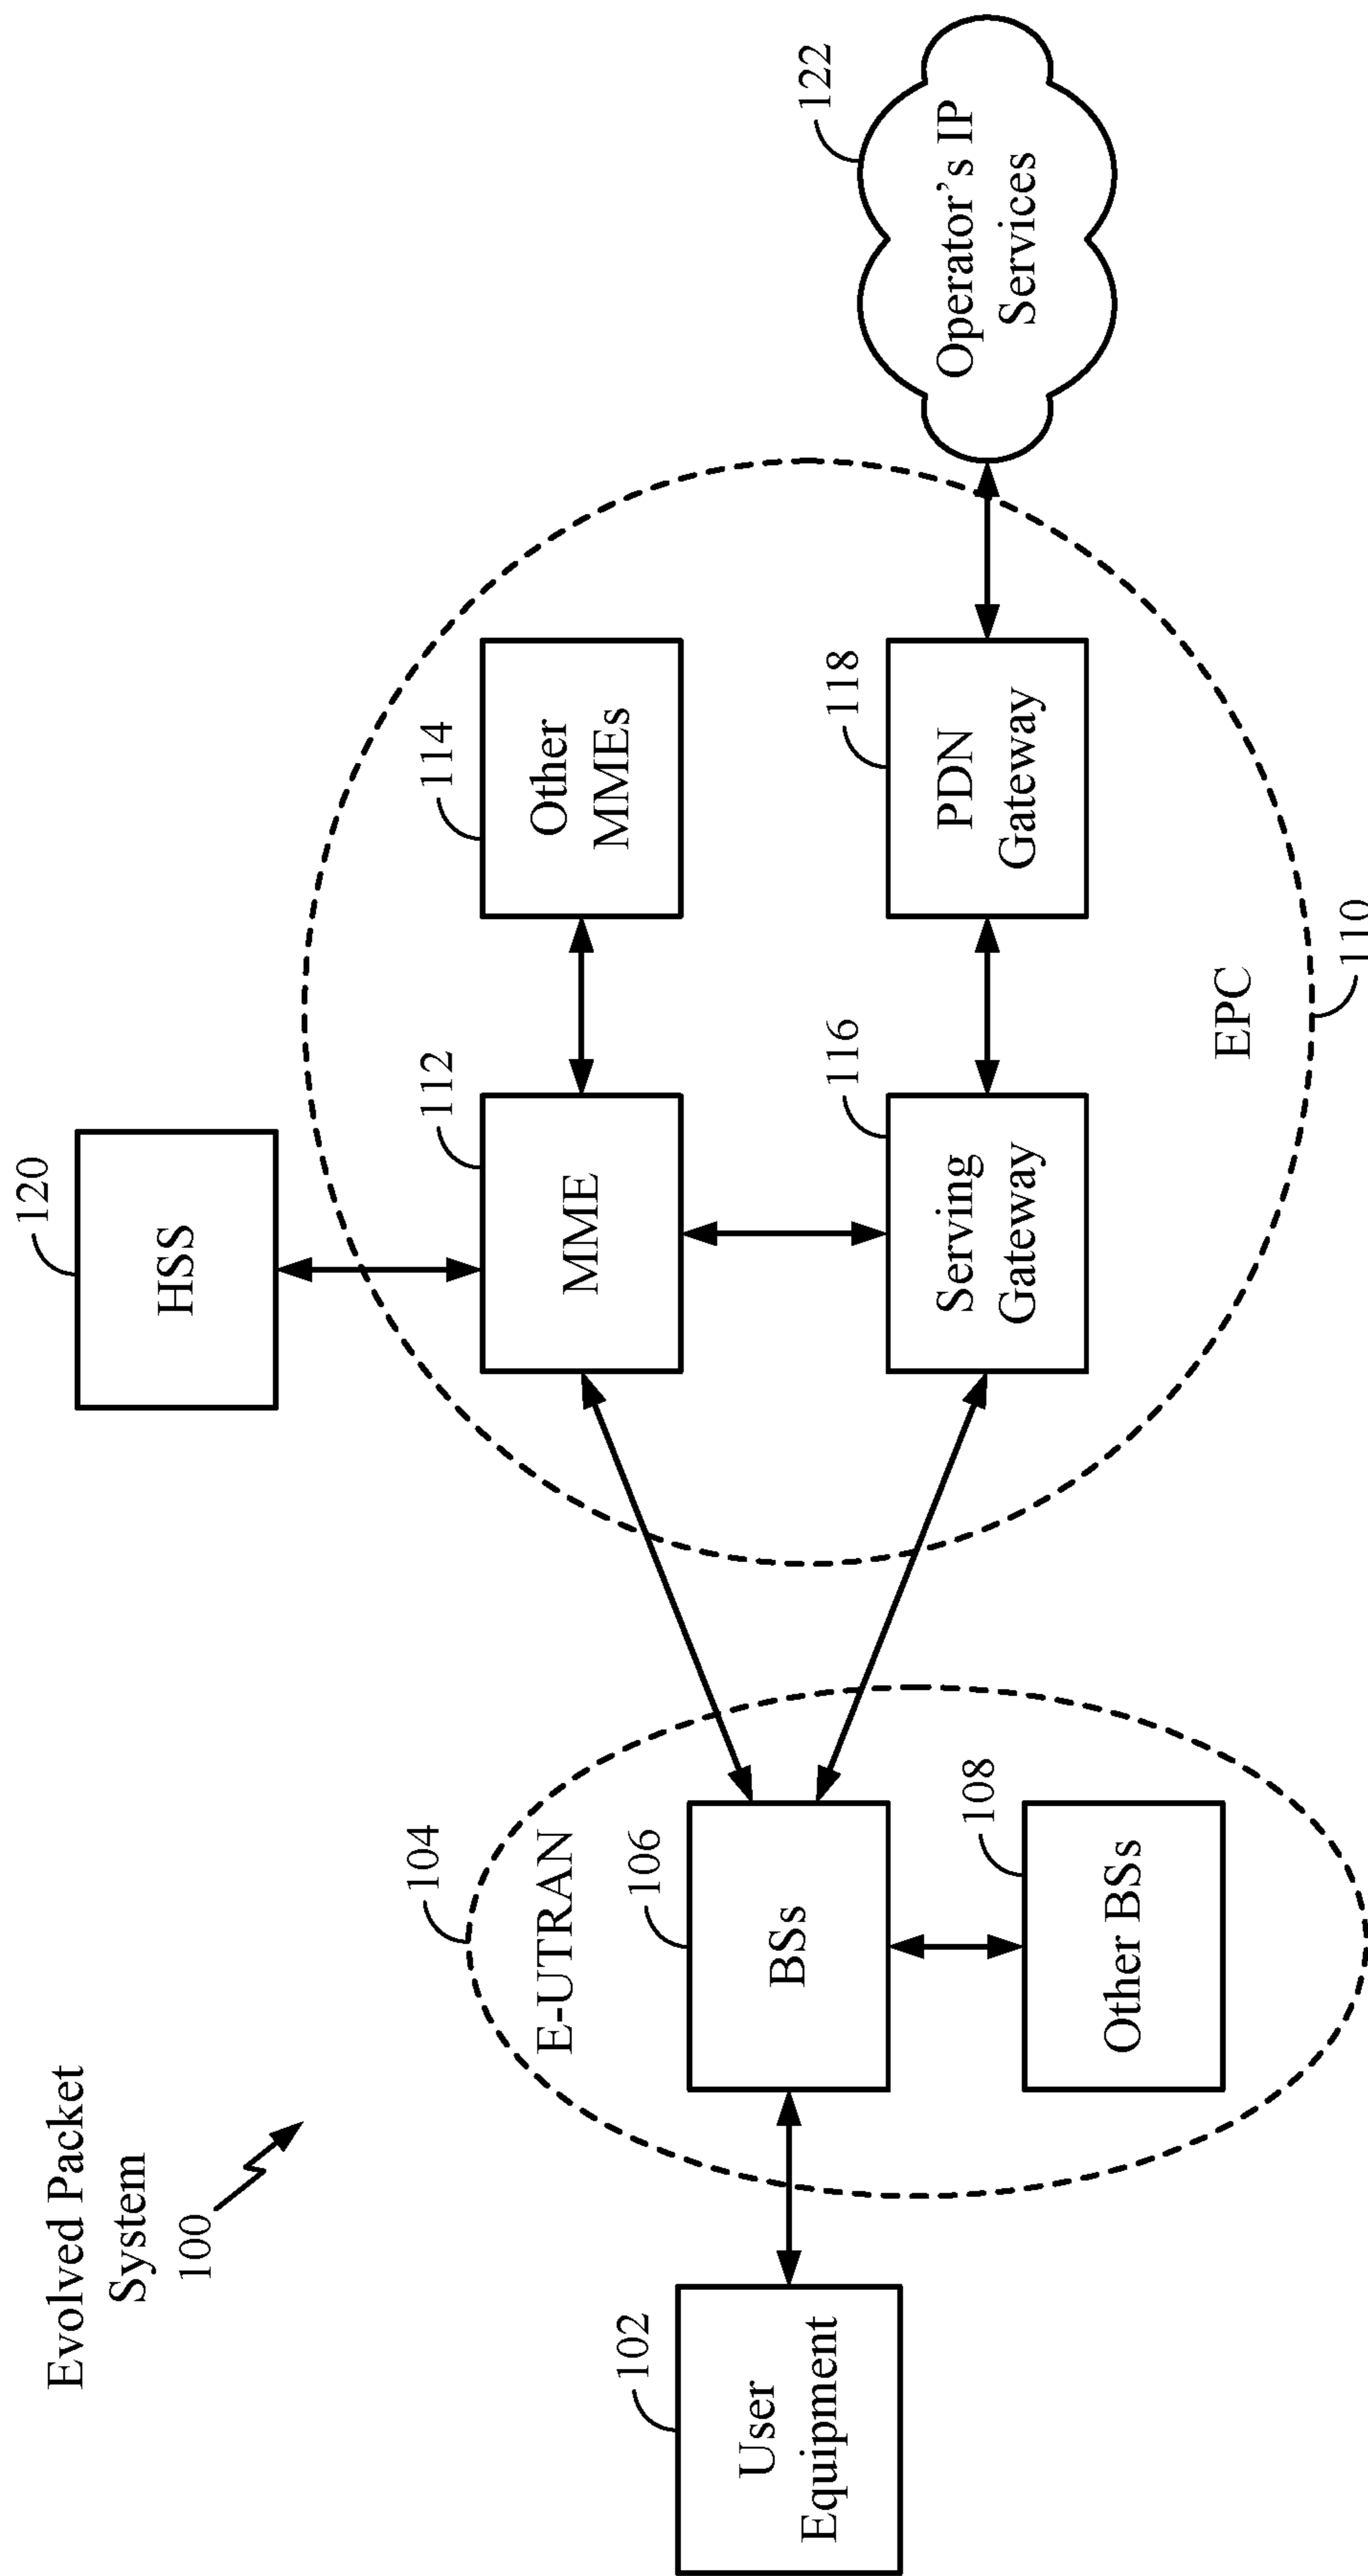 Evolved Packet
System
100
120
HSS
104
E-UTRAN
102
User
Equipment
106
BSs
108
Other BSs
112
MME
114
Other
MMEs
116
Serving
Gateway
118
PDN
Gateway
EPC
110
122
Operator's IP
Services